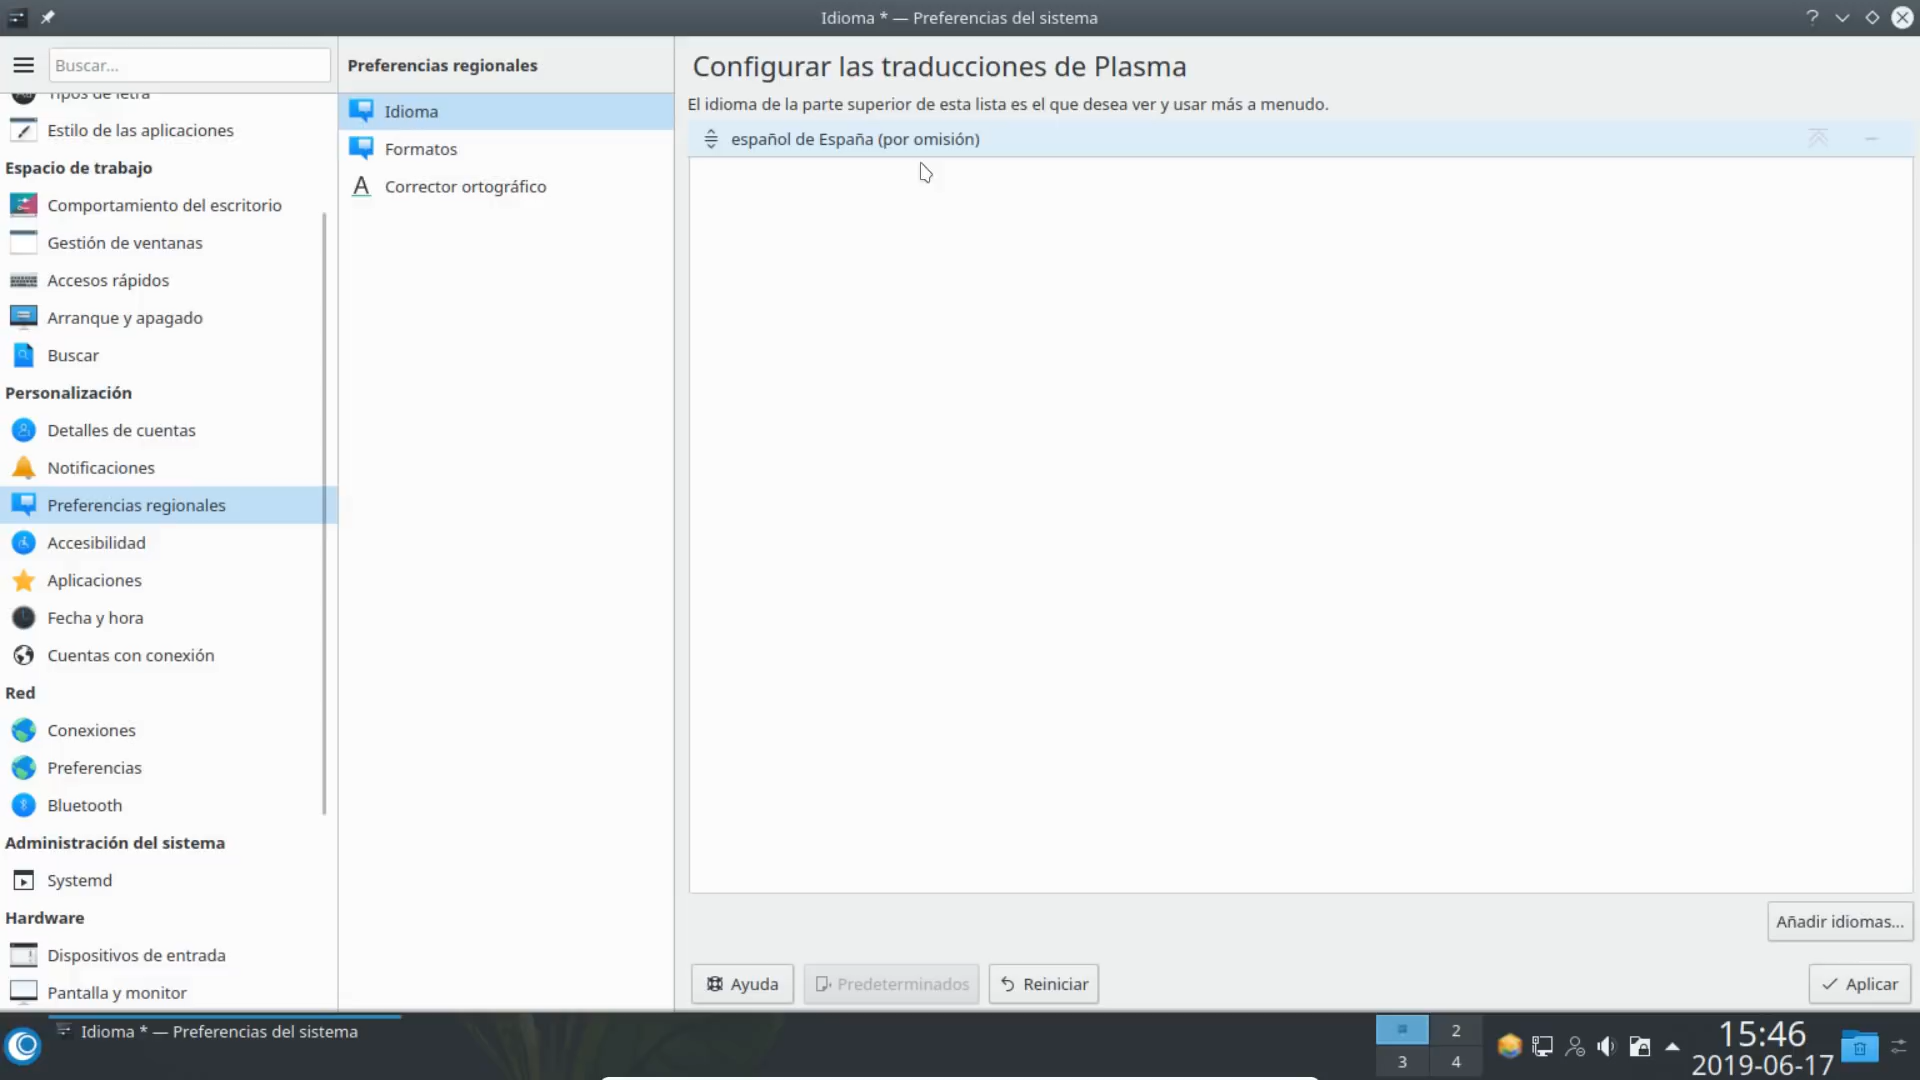 Idioma * — Preferencias del sistema
Buscar...
Tipos de letra
Estilo de las aplicaciones
Espacio de trabajo
Comportamiento del escritorio
Gestión de ventanas
Accesos rápidos
Arranque y apagado
Buscar
Personalización
Detalles de cuentas
Notificaciones
Preferencias regionales
Accesibilidad
Aplicaciones
Fecha y hora
Cuentas con conexión
Red
Conexiones
Preferencias
Bluetooth
Administración del sistema
Systemd
Hardware
Dispositivos de entrada
Pantalla y monitor
Preferencias regionales
Idioma
Formatos
Corrector ortográfico
Configurar las traducciones de Plasma
El idioma de la parte superior de esta lista es el que desea ver y usar más a menudo.
español de España (por omisión)
Añadir idiomas...
Ayuda
Predeterminados
Reiniciar
Aplicar
Idioma * — Preferencias del sistema
2
3
4
15:46
2019-06-17